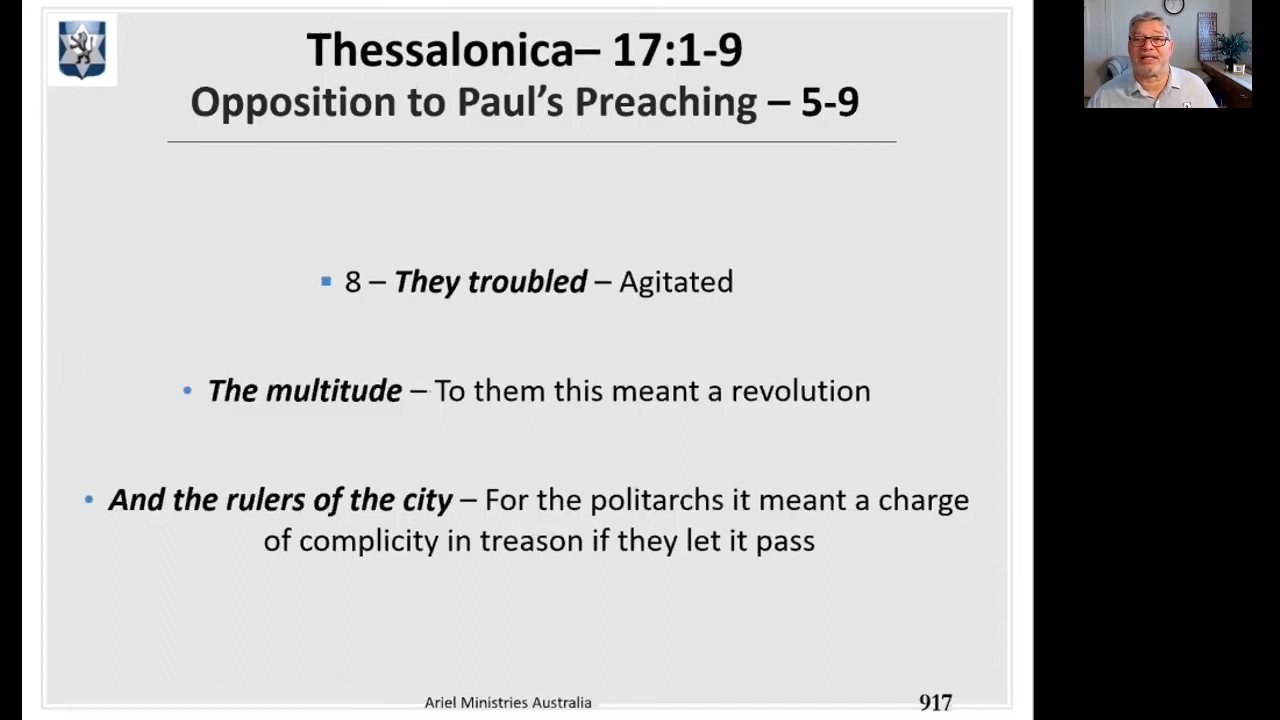 Thessalonica– 17:1-9
Opposition to Paul's Preaching – 5-9
8 – They troubled – Agitated
The multitude – To them this meant a revolution
And the rulers of the city – For the politarchs it meant a charge
of complicity in treason if they let it pass
Ariel Ministries Australia
917